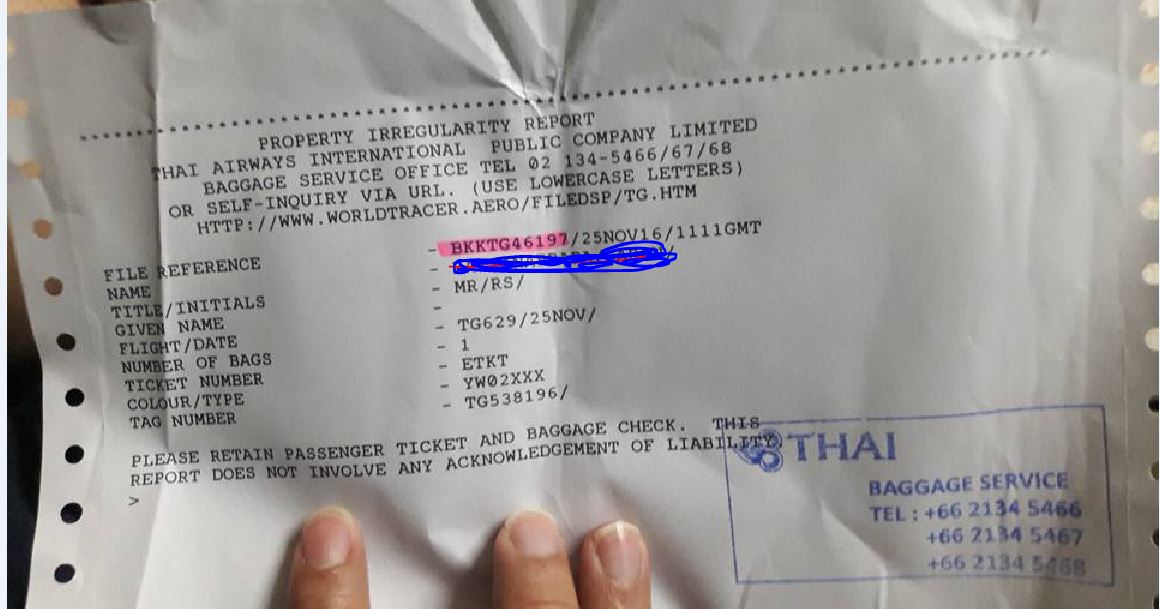 PROPERTY IRREGULARITY REPORT
THAI AIRWAYS INTERNATIONAL PUBLIC COMPANY LIMITED
BAGGAGE SERVICE OFFICE TEL 02 134-5466/67/68
OR SELF-INQUIRY VIA URL. (USE LOWERCASE LETTERS)
HTTP://WWW.WORLDTRACER.AERO/FILEDSP/TG.HTM
FILE REFERENCE - BKKTG46197/25NOV16/1111GMT
NAME -
TITLE/INITIALS - MR/RS/
GIVEN NAME -
FLIGHT/DATE - TG629/25NOV/
NUMBER OF BAGS - 1
TICKET NUMBER - ETKT
COLOUR/TYPE - YW02XXX
TAG NUMBER - TG538196/
PLEASE RETAIN PASSENGER TICKET AND BAGGAGE CHECK. THIS
REPORT DOES NOT INVOLVE ANY ACKNOWLEDGEMENT OF LIABILITY
>
THAI
BAGGAGE SERVICE
TEL : +66 2134 5466
+66 2134 5467
+66 2134 5468